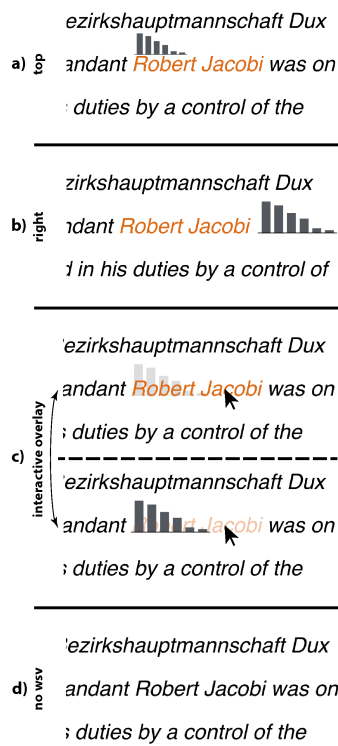 ezirkshauptmannschaft Dux
a) top
andant Robert Jacobi was on
s duties by a control of the
zirkshauptmannschaft Dux
b) right
ndant Robert Jacobi
d in his duties by a control of
ezirkshauptmannschaft Dux
andant Robert Jacobi was on
s duties by a control of the
c) interactive overlay
ezirkshauptmannschaft Dux
andant Robert Jacobi was on
s duties by a control of the
ezirkshauptmannschaft Dux
d) no wsv
andant Robert Jacobi was on
s duties by a control of the